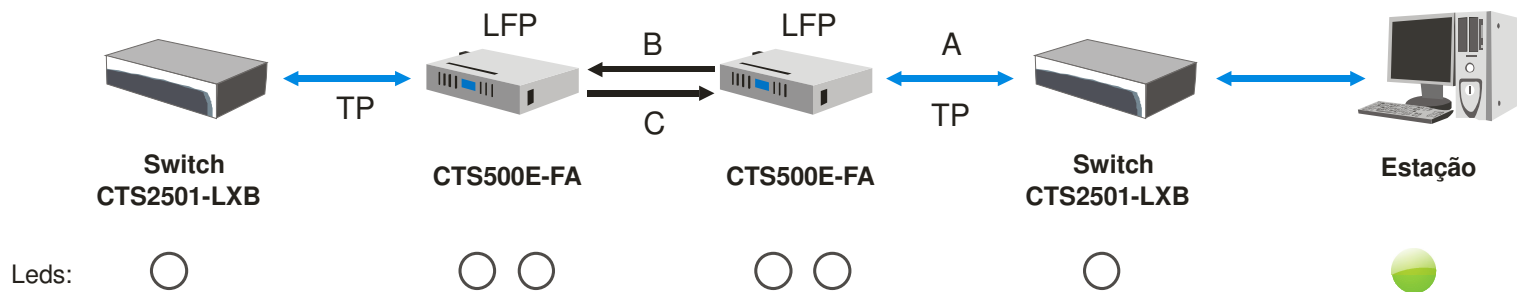 LFP
LFP
B
A
TP
C
TP
Switch
CTS2501-LXB
CTS500E-FA
CTS500E-FA
Switch
CTS2501-LXB
Estação
Leds: